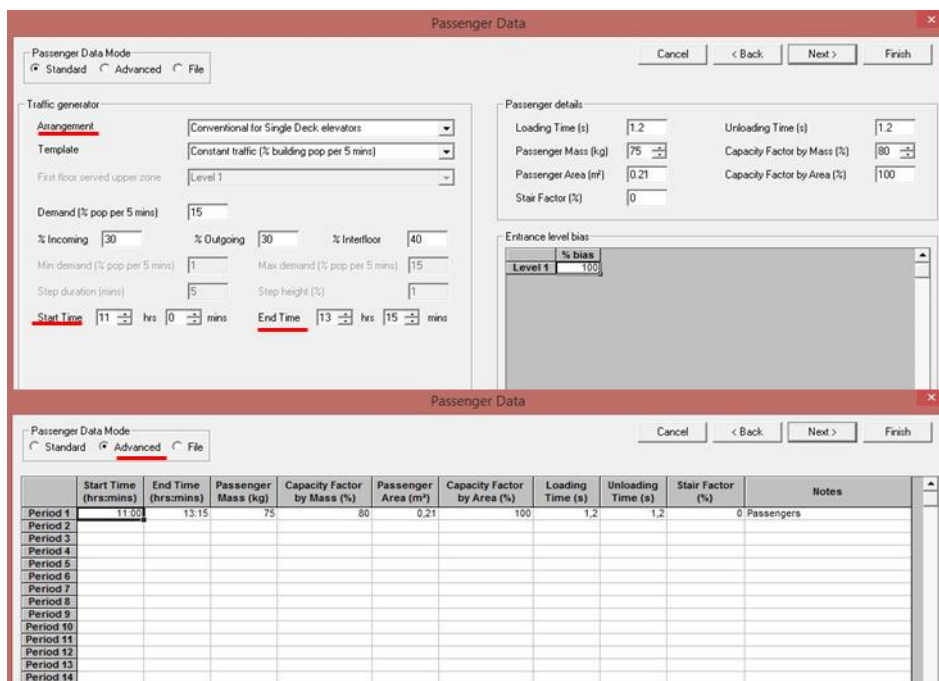 Passenger Data
Passenger Data Mode
Standard Advanced File
Cancel < Back Next > Finish
Traffic generator
Arrangement Conventional for Single Deck elevators
Template Constant traffic (% building pop per 5 mins)
First floor served upper zone Level 1
Demand (% pop per 5 mins) 15
% Incoming 30 % Outgoing 30 % Interfloor 40
Min demand (% pop per 5 mins) 1 Max demand (% pop per 5 mins) 15
Step duration (mins) 5 Step height (%) 1
Start Time 11 hrs 0 mins End Time 13 hrs 15 mins
Passenger details
Loading Time (s) 1.2 Unloading Time (s) 1.2
Passenger Mass (kg) 75 Capacity Factor by Mass (%) 80
Passenger Area (m²) 0.21 Capacity Factor by Area (%) 100
Stair Factor (%) 0
Entrance level bias
% bias
Level 1 100
Passenger Data
Passenger Data Mode
Standard Advanced File
Cancel < Back Next > Finish
Start Time (hrs:mins) End Time (hrs:mins) Passenger Mass (kg) Capacity Factor by Mass (%) Passenger Area (m²) Capacity Factor by Area (%) Loading Time (s) Unloading Time (s) Stair Factor (%) Notes
Period 1 11:00 13:15 75 80 0,21 100 1,2 1,2 0 Passengers
Period 2
Period 3
Period 4
Period 5
Period 6
Period 7
Period 8
Period 9
Period 10
Period 11
Period 12
Period 13
Period 14